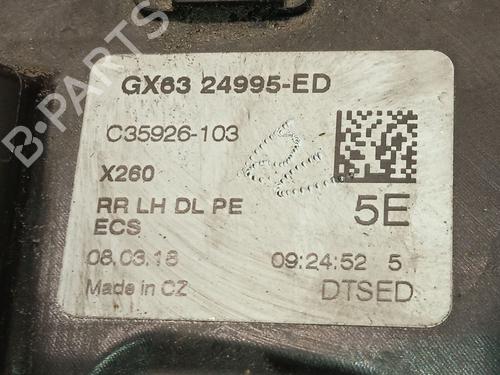 GX63 24995-ED
C35926-103
X260
RR LH DL PE
ECS
5E
08.03.18
09:24:52 5
Made in CZ
DTSED
B-PARTS